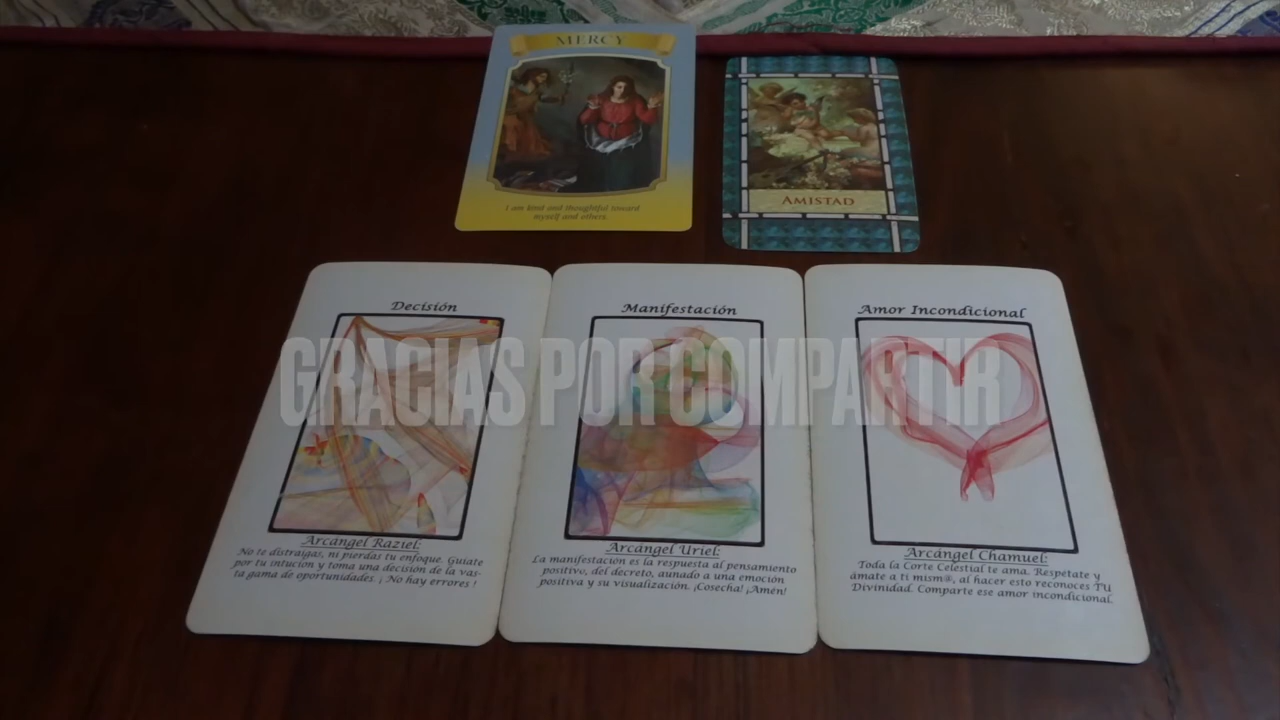 MERCY
I am kind and thoughtful toward
myself and others.
AMISTAD
Decisión
Arcángel Raziel:
No te distraigas, ni pierdas tu enfoque. Guíate
por tu intución y toma una decisión de la vas-
ta gama de oportunidades. ¡ No hay errores !
Manifestación
Arcángel Uriel:
La manifestación es la respuesta al pensamiento
positivo, del decreto, aunado a una emoción
positiva y su visualización. ¡Cosecha! ¡Amén!
Amor Incondicional
Arcángel Chamuel:
Toda la Corte Celestial te ama. Respétate y
ámate a ti mism@, al hacer esto reconoces TU
Divinidad. Comparte ese amor incondicional.
GRACIAS POR COMPARTIR